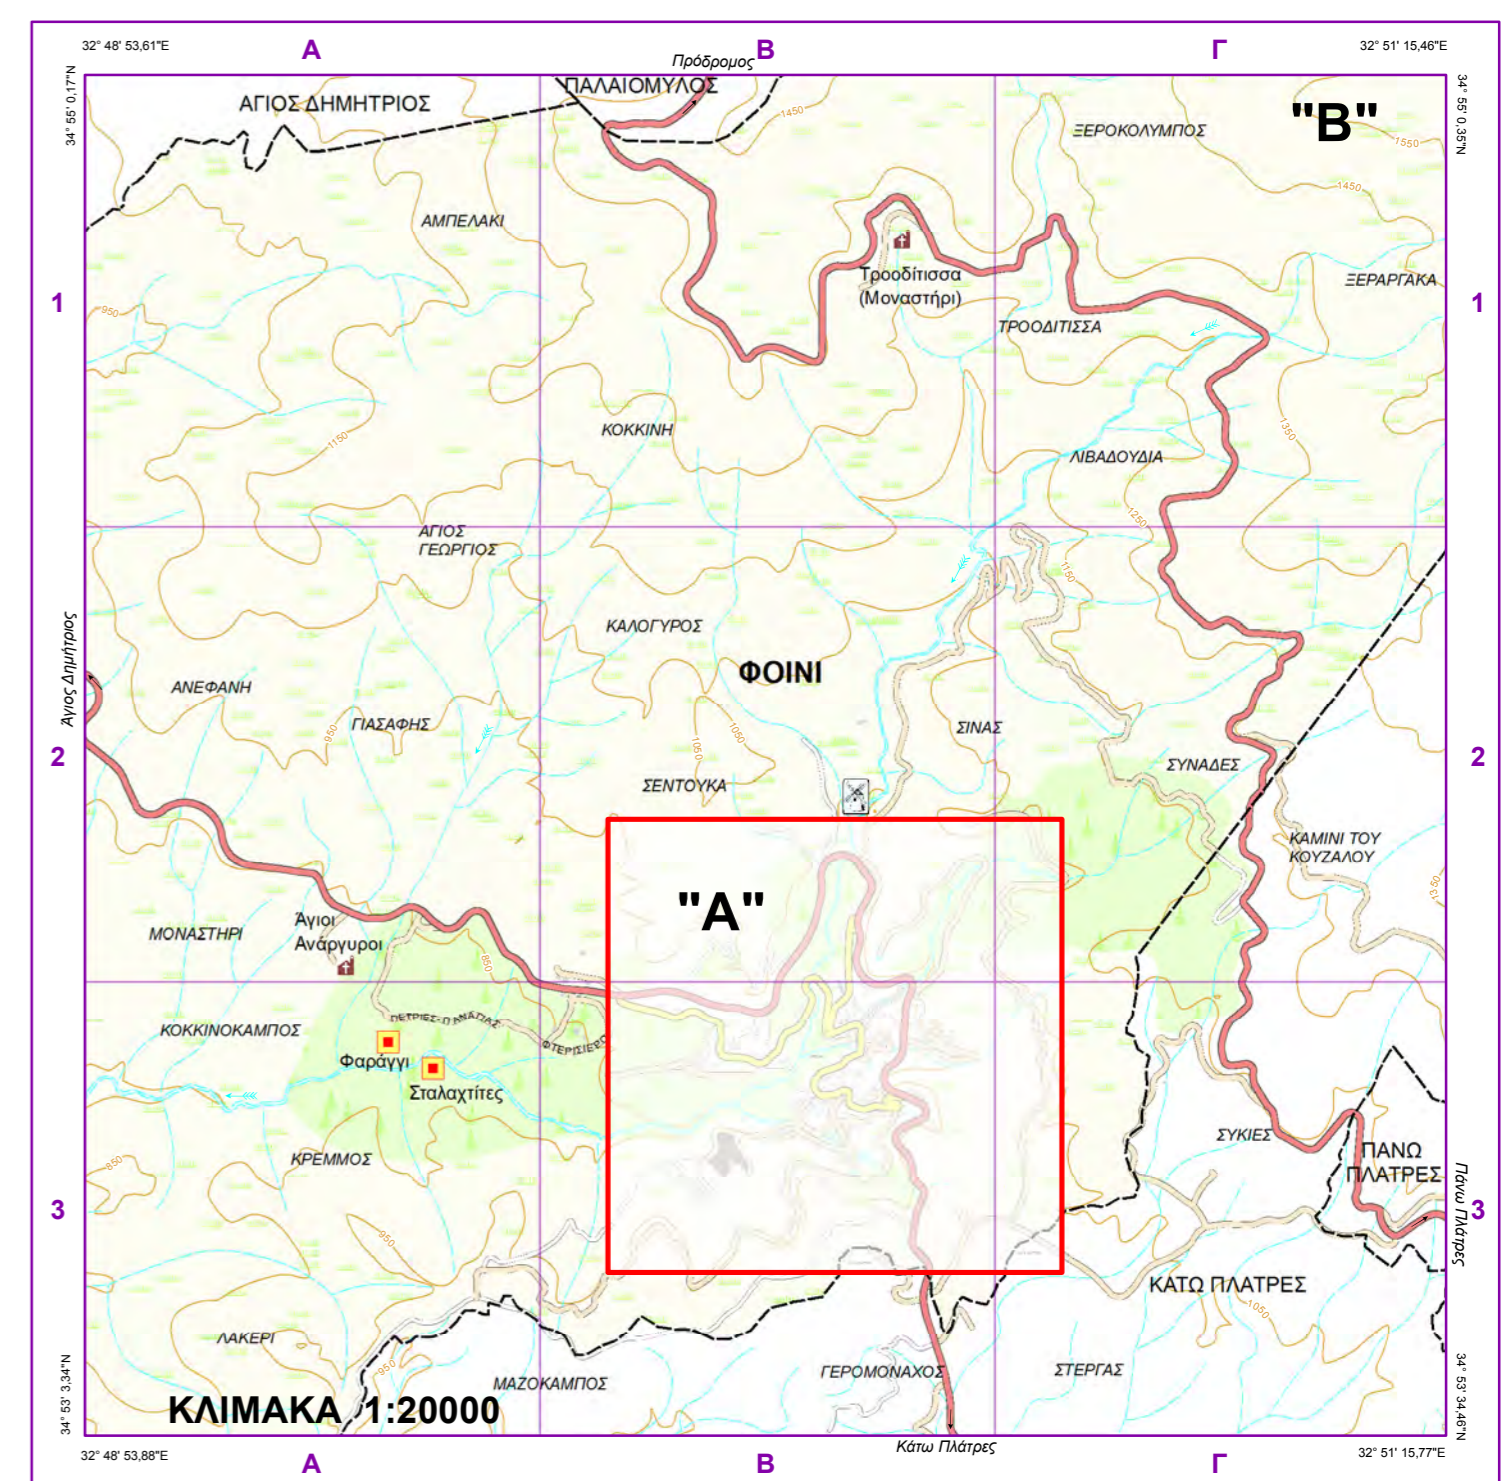 32° 48' 53,61"E
Α
Β
Γ
32° 51' 15,46"E
Πρόδρομος
34° 55' 0,17"N
34° 55' 0,35"N
ΑΓΙΟΣ ΔΗΜΗΤΡΙΟΣ
ΠΑΛΑΙΟΜΥΛΟΣ
1450
ΞΕΡΟΚΟΛΥΜΠΟΣ
"Β"
1550
1450
ΑΜΠΕΛΑΚΙ
Τροοδίτισσα
(Μοναστήρι)
ΞΕΡΑΡΓΑΚΑ
1
1
950
ΤΡΟΟΔΙΤΙΣΣΑ
ΚΟΚΚΙΝΗ
1150
1350
ΛΙΒΑΔΟΥΔΙΑ
1250
ΑΓΙΟΣ
ΓΕΩΡΓΙΟΣ
1150
ΚΑΛΟΓΥΡΟΣ
Άγιος Δημήτριος
ΦΟΙΝΙ
ΑΝΕΦΑΝΗ
ΓΙΑΣΑΦΗΣ
950
1050
1050
ΣΙΝΑΣ
2
2
ΣΥΝΑΔΕΣ
ΣΕΝΤΟΥΚΑ
ΚΑΜΙΝΙ ΤΟΥ
ΚΟΥΖΑΛΟΥ
1350
"Α"
Άγιοι
Ανάργυροι
ΜΟΝΑΣΤΗΡΙ
850
ΚΟΚΚΙΝΟΚΑΜΠΟΣ
ΠΕΤΡΙΕΣ-ΠΑΝΑΓΙΑΣ
Φαράγγι
Σταλαχτίτες
ΣΥΚΙΕΣ
ΠΑΝΩ
ΠΛΑΤΡΕΣ
Πάνω Πλάτρες
ΚΡΕΜΜΟΣ
850
3
3
950
ΚΑΤΩ ΠΛΑΤΡΕΣ
1050
ΛΑΚΕΡΙ
950
ΜΑΖΟΚΑΜΠΟΣ
ΓΕΡΟΜΟΝΑΧΟΣ
ΣΤΕΡΓΑΣ
34° 53' 3,34"N
34° 53' 34,46"N
ΚΛΙΜΑΚΑ 1:20000
32° 48' 53,88"E
Α
Β
Κάτω Πλάτρες
Γ
32° 51' 15,77"E